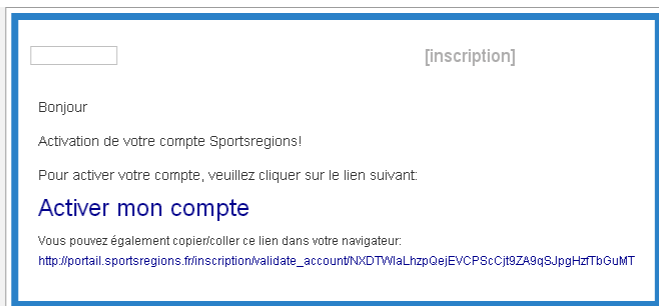 [inscription]
Bonjour
Activation de votre compte Sportsregions!
Pour activer votre compte, veuillez cliquer sur le lien suivant:
Activer mon compte
Vous pouvez également copier/coller ce lien dans votre navigateur:
http://portail.sportsregions.fr/inscription/validate_account/NXDTWlaLhzpQejEVCPScCjt9ZA9qSJpgHzfTbGuMT